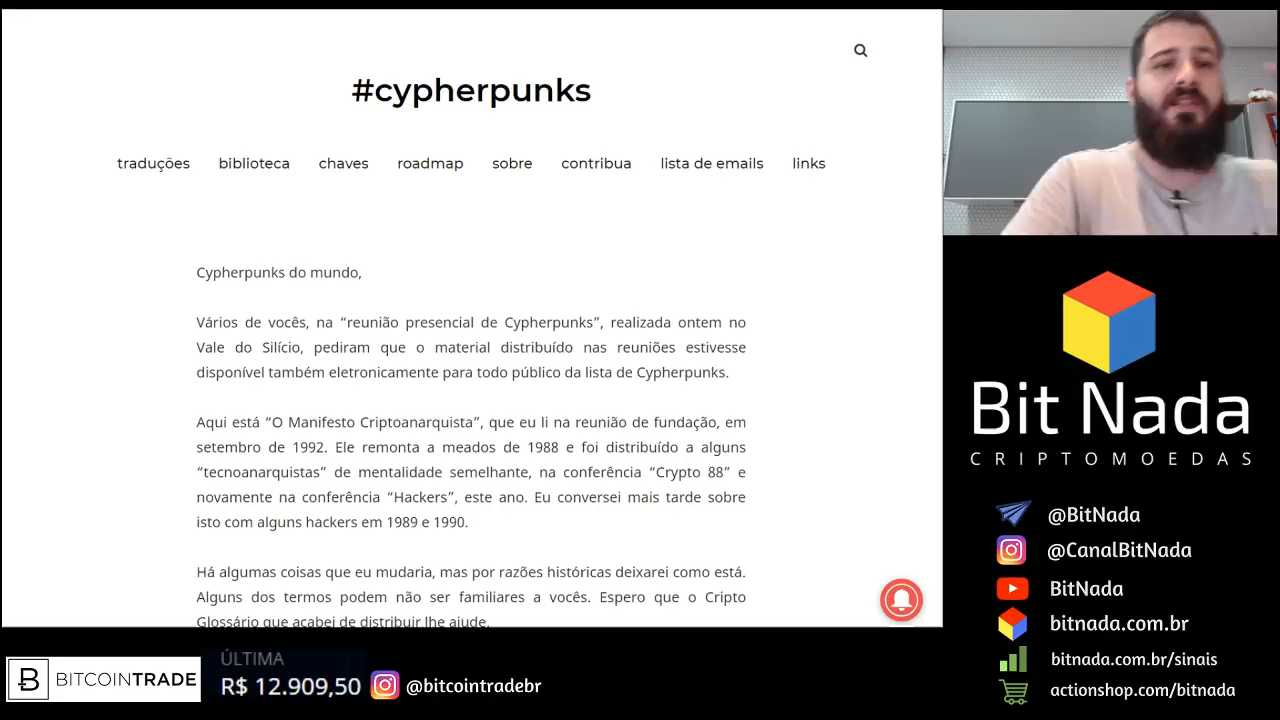 #cypherpunks
traduções biblioteca chaves roadmap sobre contribua lista de emails links
Cypherpunks do mundo,
Vários de vocês, na “reunião presencial de Cypherpunks”, realizada ontem no
Vale do Silício, pediram que o material distribuído nas reuniões estivesse
disponível também eletronicamente para todo público da lista de Cypherpunks.
Aqui está “O Manifesto Criptoanarquista”, que eu li na reunião de fundação, em
setembro de 1992. Ele remonta a meados de 1988 e foi distribuído a alguns
“tecnoanarquistas” de mentalidade semelhante, na conferência “Crypto 88” e
novamente na conferência “Hackers”, este ano. Eu conversei mais tarde sobre
isto com alguns hackers em 1989 e 1990.
Há algumas coisas que eu mudaria, mas por razões históricas deixarei como está.
Alguns dos termos podem não ser familiares a vocês. Espero que o Cripto
Glossário que acabei de distribuir lhe ajude.
Bit Nada
CRIPTOMOEDAS
@BitNada
@CanalBitNada
BitNada
bitnada.com.br
bitnada.com.br/sinais
actionshop.com/bitnada
BITCOINTRADE
ÚLTIMA
R$ 12.909,50
@bitcointradebr